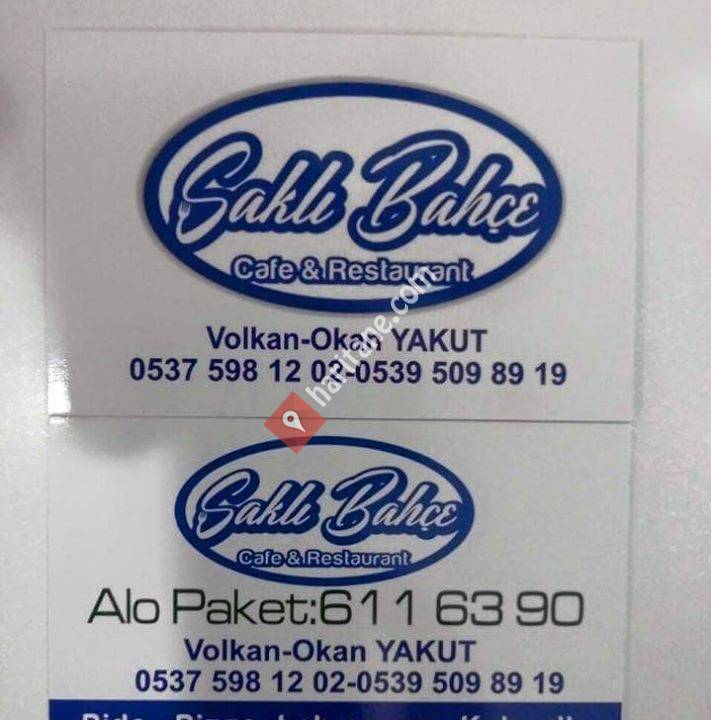 Saklı Bahçe
Cafe & Restaurant
Volkan-Okan YAKUT
0537 598 12 02-0539 509 89 19
haritane.com
Saklı Bahçe
Cafe & Restaurant
Alo Paket:611 63 90
Volkan-Okan YAKUT
0537 598 12 02-0539 509 89 19